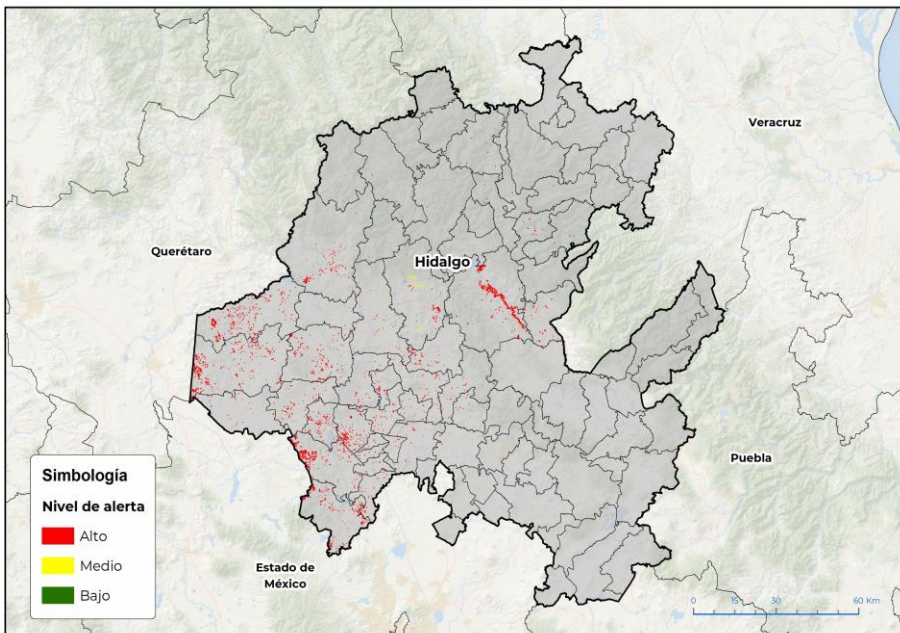 Veracruz
Querétaro
Hidalgo
Puebla
Estado de
México
Simbología
Nivel de alerta
Alto
Medio
Bajo
0 15 30 60 Km